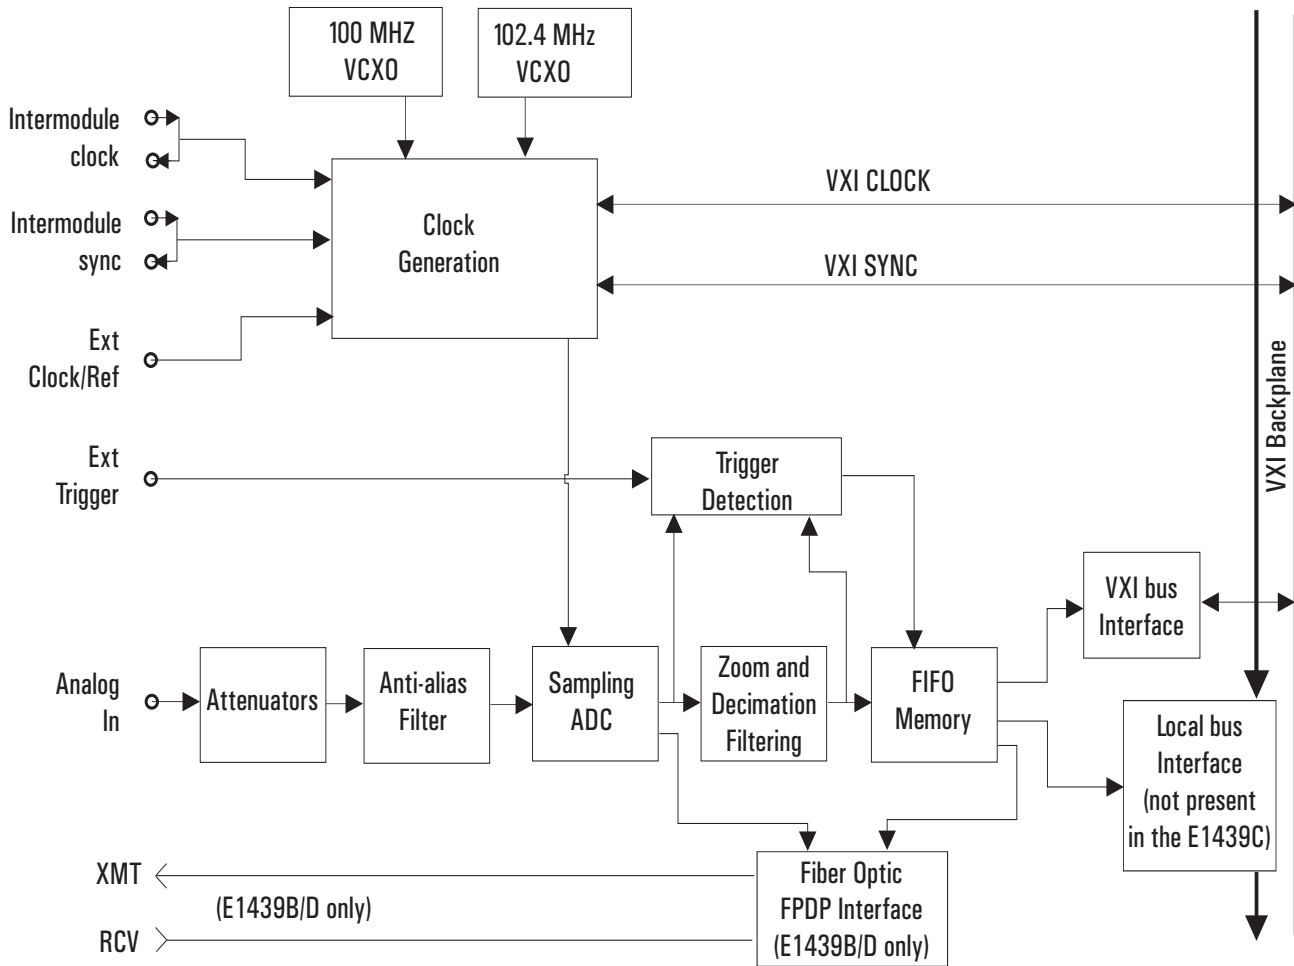 100 MHZ
VCXO
102.4 MHz
VCXO
Intermodule
clock
Intermodule
sync
Clock
Generation
VXI CLOCK
VXI SYNC
Ext
Clock/Ref
VXI Backplane
Ext
Trigger
Trigger
Detection
VXI bus
Interface
Analog
In
Attenuators
Anti-alias
Filter
Sampling
ADC
Zoom and
Decimation
Filtering
FIFO
Memory
Local bus
Interface
(not present
in the E1439C)
XMT
(E1439B/D only)
RCV
Fiber Optic
FPDP Interface
(E1439B/D only)